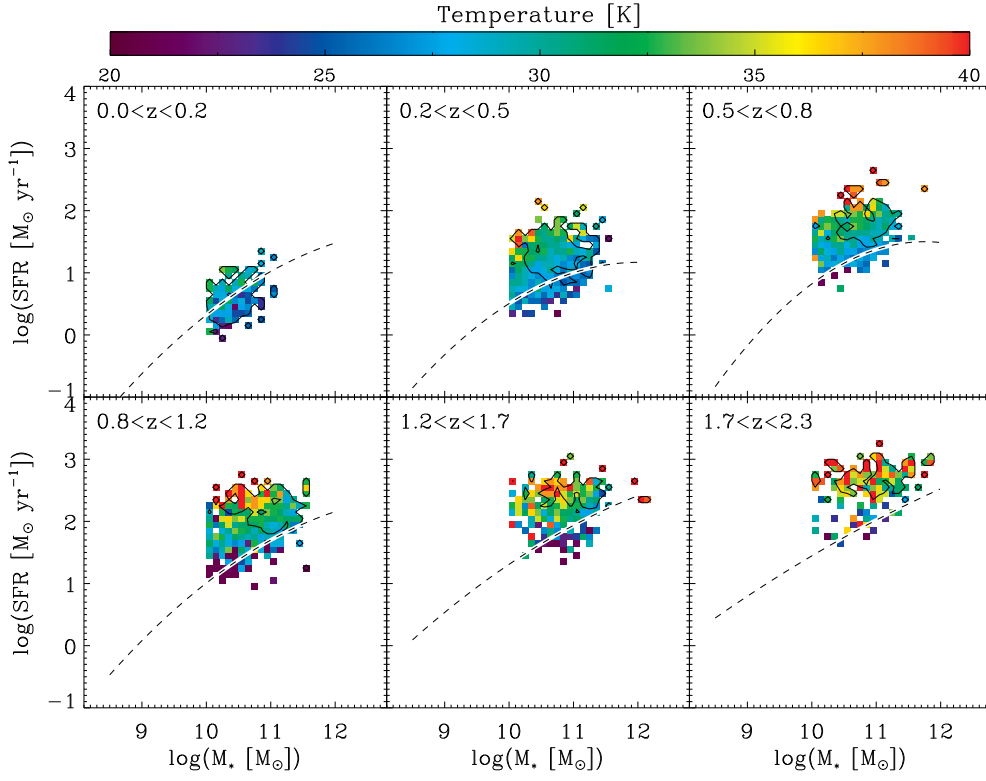 Temperature [K]
20 25 30 35 40
0.0<z<0.2 0.2<z<0.5 0.5<z<0.8
4
3
2
1
0
−1
log(SFR [M⊙ yr⁻¹])
0.8<z<1.2 1.2<z<1.7 1.7<z<2.3
4
3
2
1
0
−1
log(SFR [M⊙ yr⁻¹])
9 10 11 12 9 10 11 12 9 10 11 12
log(M* [M⊙]) log(M* [M⊙]) log(M* [M⊙])